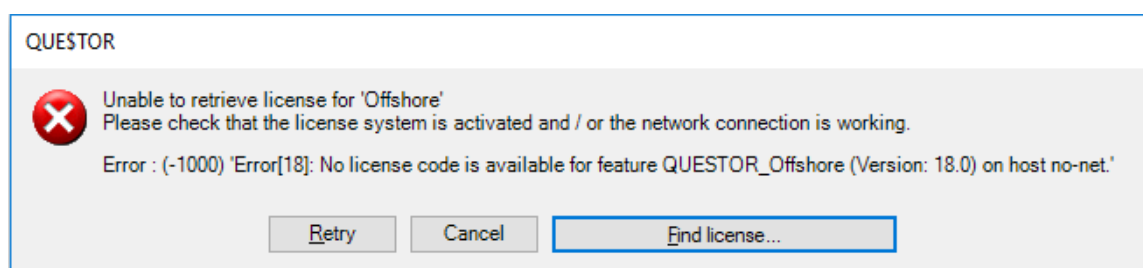 QUE$TOR
Unable to retrieve license for 'Offshore'
Please check that the license system is activated and / or the network connection is working.
Error : (-1000) 'Error[18]: No license code is available for feature QUESTOR_Offshore (Version: 18.0) on host no-net.'
Retry Cancel Find license...